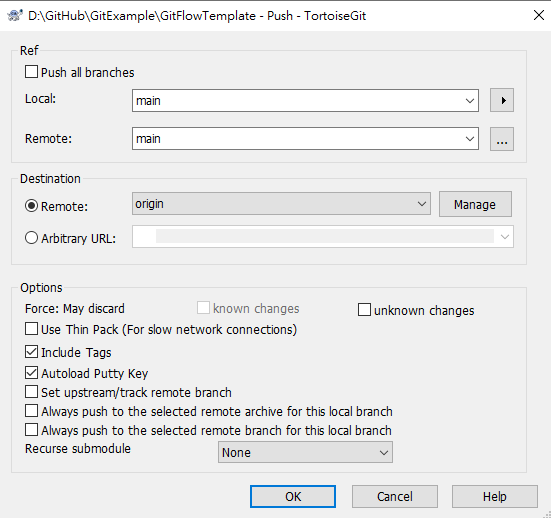 D:\GitHub\GitExample\GitFlowTemplate - Push - TortoiseGit
Ref
Push all branches
Local: main
Remote: main ...
Destination
Remote: origin Manage
Arbitrary URL:
Options
Force: May discard known changes unknown changes
Use Thin Pack (For slow network connections)
Include Tags
Autoload Putty Key
Set upstream/track remote branch
Always push to the selected remote archive for this local branch
Always push to the selected remote branch for this local branch
Recurse submodule None
OK Cancel Help